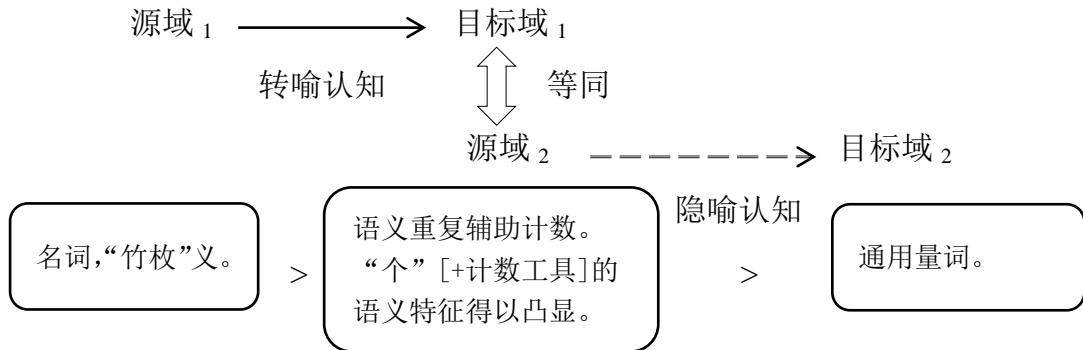 源域 1
目标域 1
转喻认知
等同
源域 2
目标域 2
隐喻认知
名词,“竹枚”义。
>
语义重复辅助计数。
“个”[+计数工具]的
语义特征得以凸显。
>
通用量词。